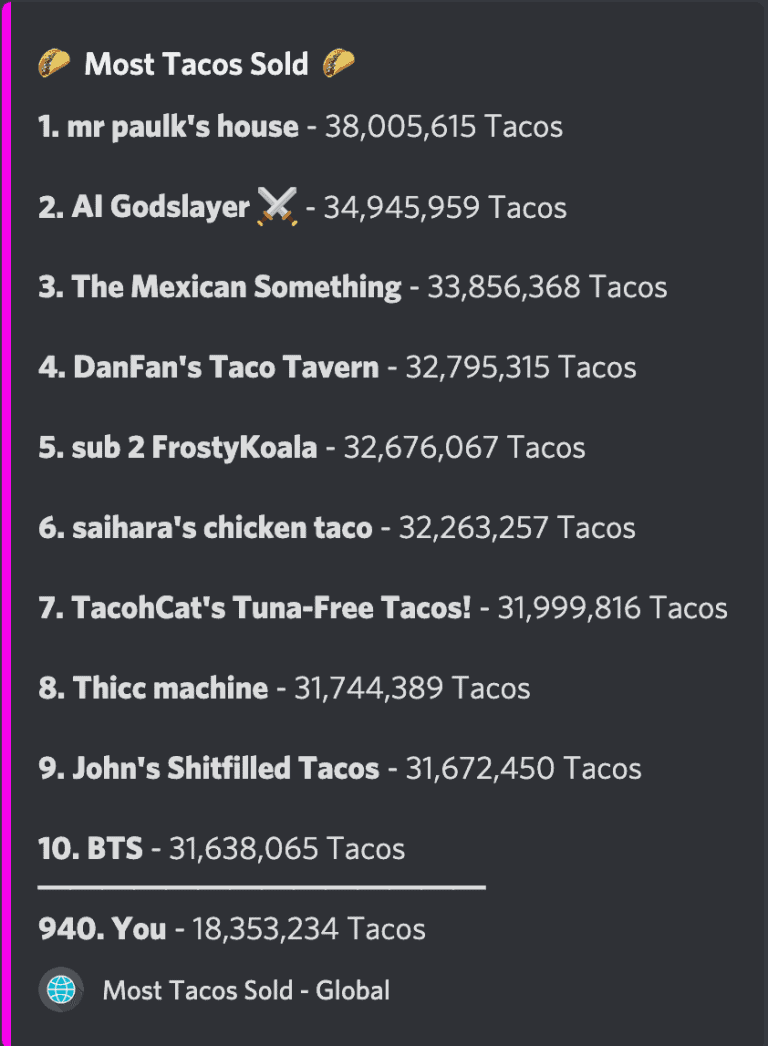 🌮 Most Tacos Sold 🌮
1. mr paulk's house - 38,005,615 Tacos
2. AI Godslayer ⚔️ - 34,945,959 Tacos
3. The Mexican Something - 33,856,368 Tacos
4. DanFan's Taco Tavern - 32,795,315 Tacos
5. sub 2 FrostyKoala - 32,676,067 Tacos
6. saihara's chicken taco - 32,263,257 Tacos
7. TacohCat's Tuna-Free Tacos! - 31,999,816 Tacos
8. Thicc machine - 31,744,389 Tacos
9. John's Shitfilled Tacos - 31,672,450 Tacos
10. BTS - 31,638,065 Tacos
940. You - 18,353,234 Tacos
Most Tacos Sold - Global